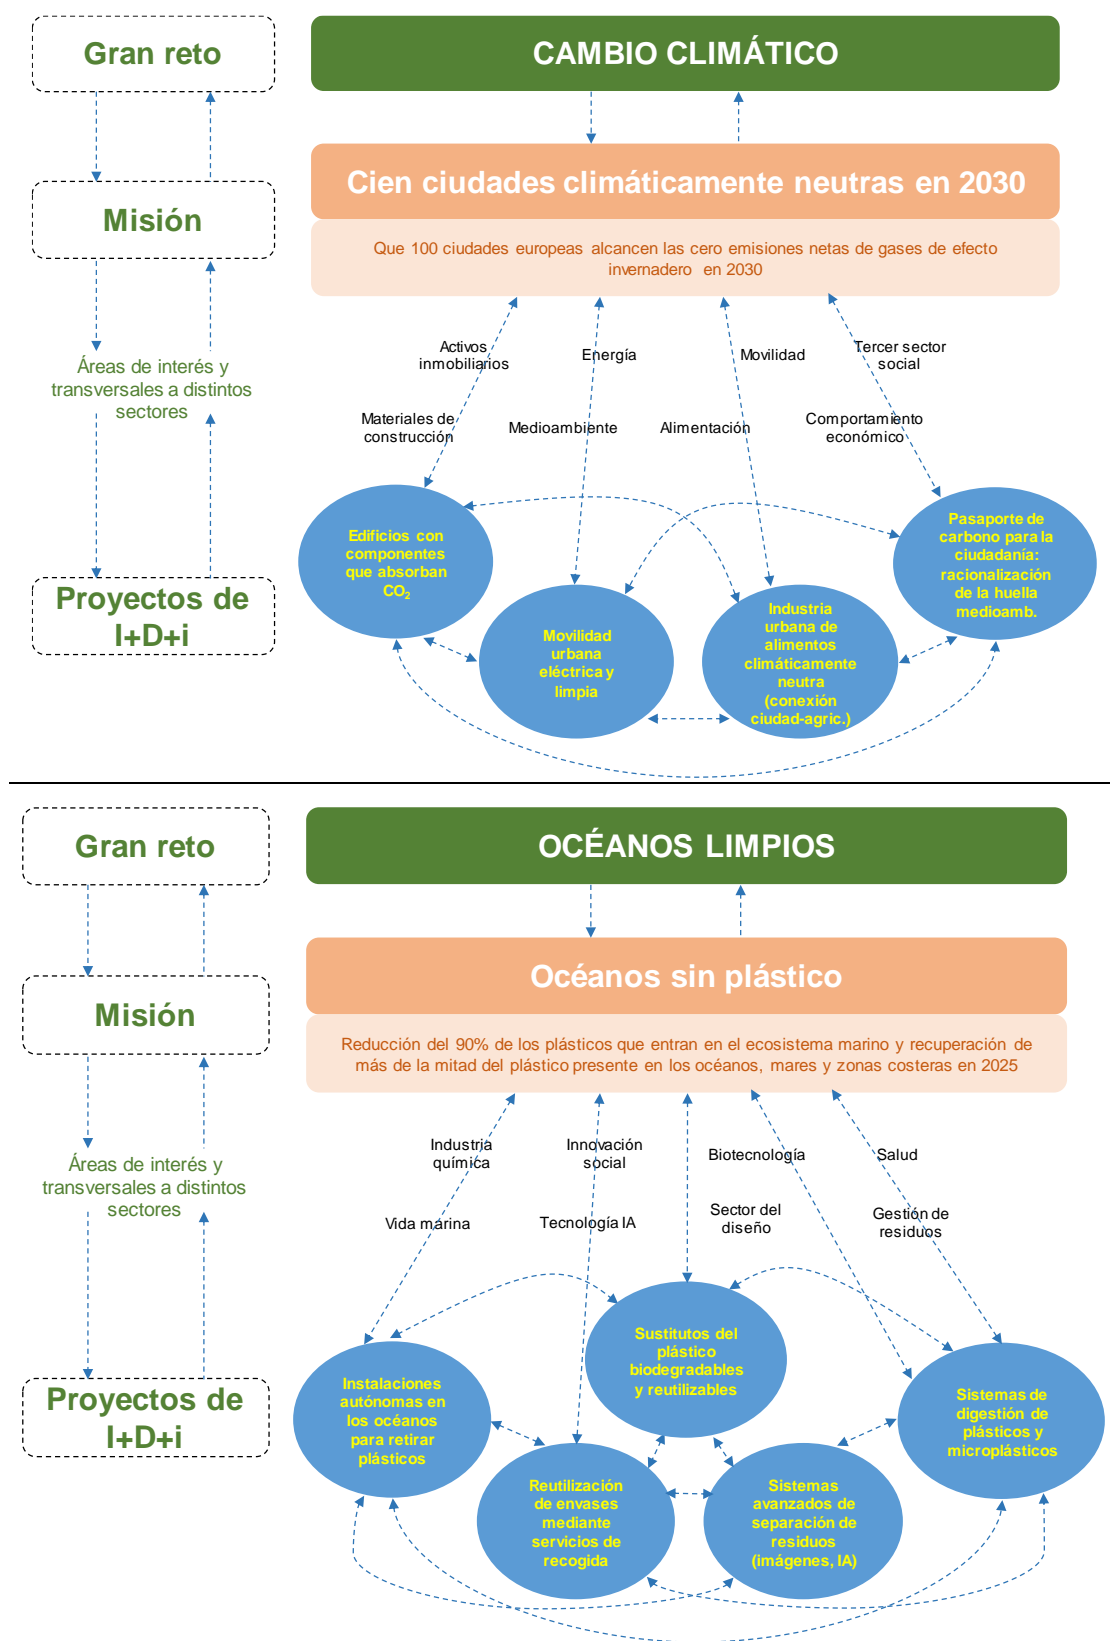 Gran reto
CAMBIO CLIMÁTICO
Misión
Cien ciudades climáticamente neutras en 2030
Que 100 ciudades europeas alcancen las cero emisiones netas de gases de efecto
invernadero en 2030
Áreas de interés y
transversales a distintos
sectores
Activos
inmobiliarios
Energía
Movilidad
Tercer sector
social
Materiales de
construcción
Medioambiente
Alimentación
Comportamiento
económico
Proyectos de
I+D+i
Edificios con
componentes
que absorban
CO₂
Movilidad
urbana
eléctrica y
limpia
Industria
urbana de
alimentos
climáticamente
neutra
(conexión
ciudad-agric.)
Pasaporte de
carbono para la
ciudadanía:
racionalización
de la huella
medioamb.
Gran reto
OCÉANOS LIMPIOS
Misión
Océanos sin plástico
Reducción del 90% de los plásticos que entran en el ecosistema marino y recuperación de
más de la mitad del plástico presente en los océanos, mares y zonas costeras en 2025
Áreas de interés y
transversales a distintos
sectores
Industria
química
Innovación
social
Biotecnología
Salud
Vida marina
Tecnología IA
Sector del
diseño
Gestión de
residuos
Proyectos de
I+D+i
Instalaciones
autónomas en
los océanos
para retirar
plásticos
Sustitutos del
plástico
biodegradables
y reutilizables
Sistemas de
digestión de
plásticos y
microplásticos
Reutilización
de envases
mediante
servicios de
recogida
Sistemas
avanzados de
separación de
residuos
(imágenes, IA)